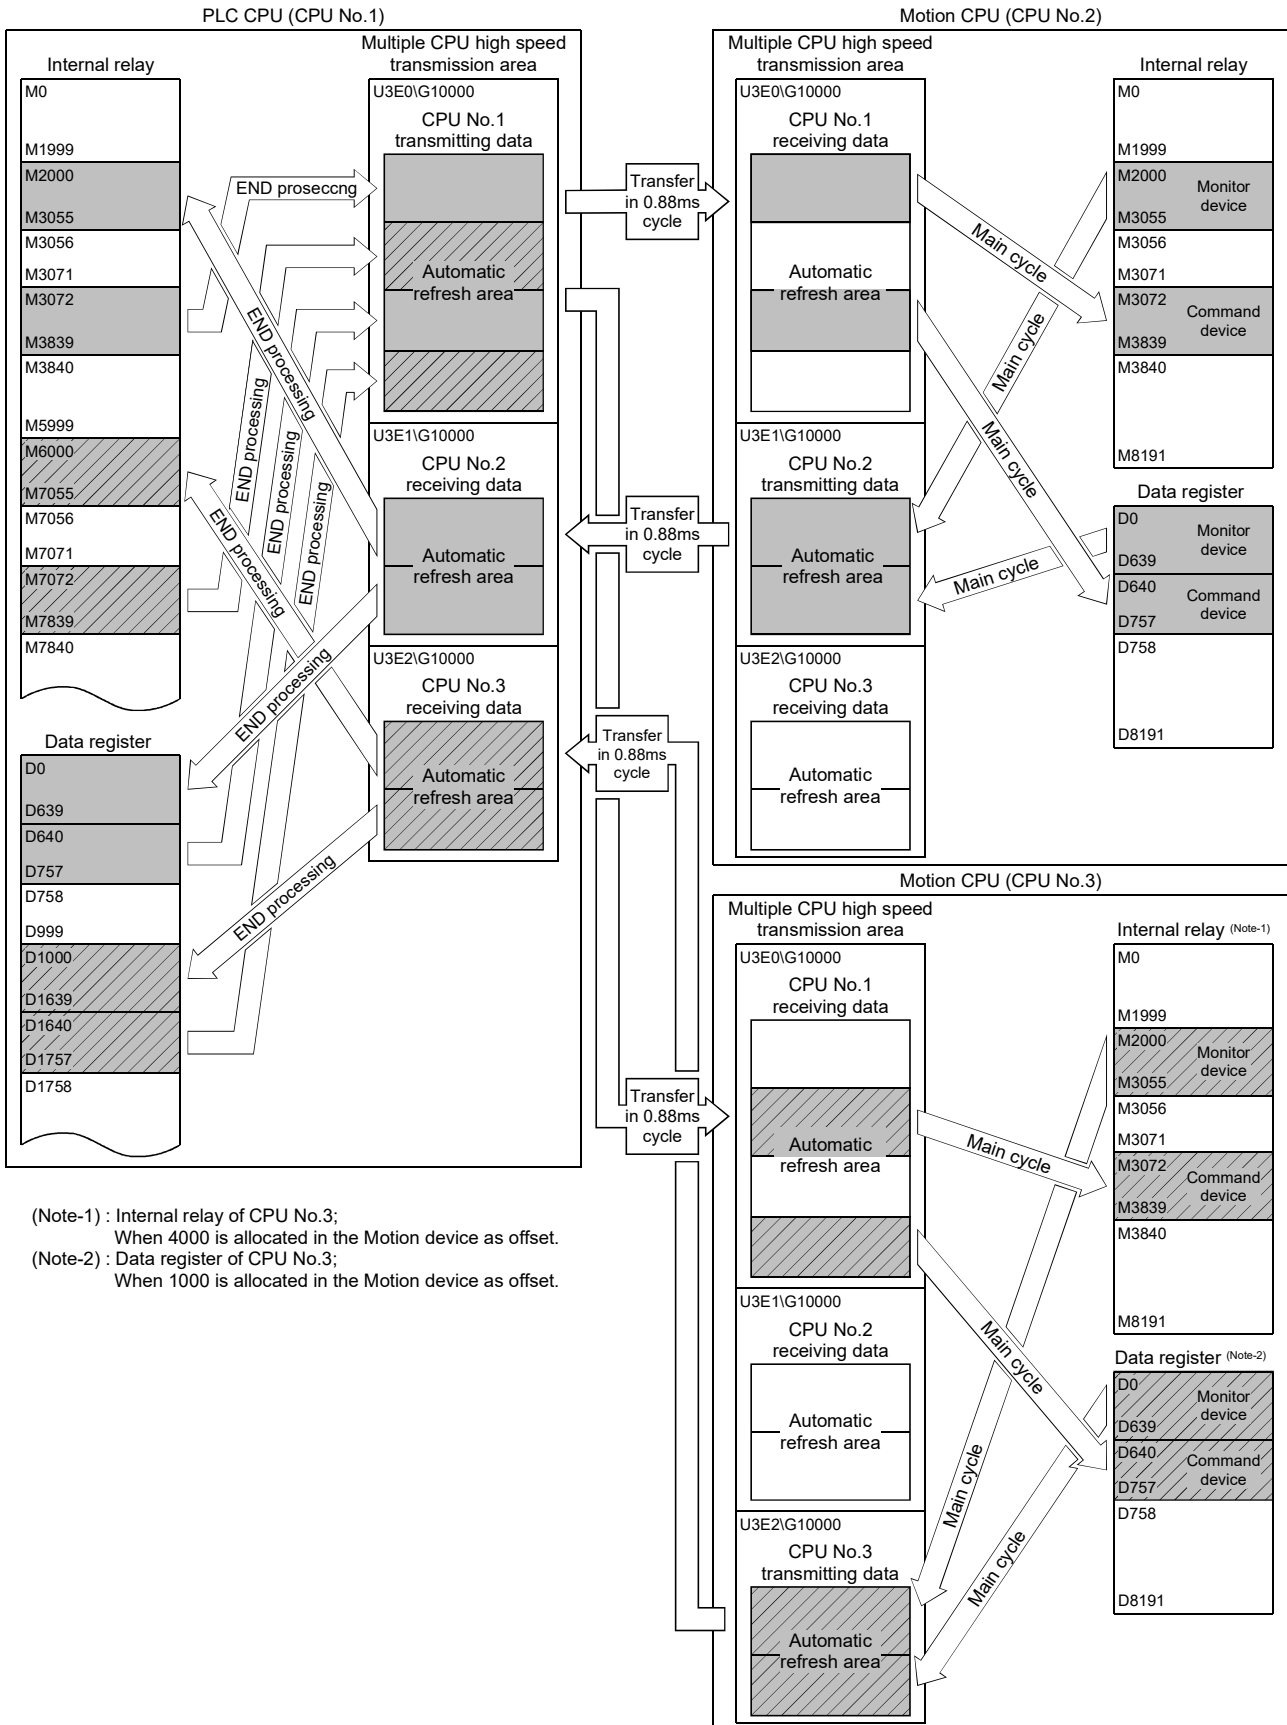 PLC CPU (CPU No.1)
Internal relay
M0
M1999
M2000
M3055
M3056
M3071
M3072
M3839
M3840
M5999
M6000
M7055
M7056
M7071
M7072
M7839
M7840
Data register
D0
D639
D640
D757
D758
D999
D1000
D1639
D1640
D1757
D1758
END proseccng
END processing
END processing
END processing
END processing
END processing
END processing
END processing
Multiple CPU high speed
transmission area
U3E0\G10000
CPU No.1
transmitting data
Automatic
refresh area
U3E1\G10000
CPU No.2
receiving data
Automatic
refresh area
U3E2\G10000
CPU No.3
receiving data
Automatic
refresh area
Transfer
in 0.88ms
cycle
Transfer
in 0.88ms
cycle
Transfer
in 0.88ms
cycle
Transfer
in 0.88ms
cycle
Motion CPU (CPU No.2)
Multiple CPU high speed
transmission area
U3E0\G10000
CPU No.1
receiving data
Automatic
refresh area
U3E1\G10000
CPU No.2
transmitting data
Automatic
refresh area
U3E2\G10000
CPU No.3
receiving data
Automatic
refresh area
Main cycle
Main cycle
Main cycle
Main cycle
Internal relay
M0
M1999
M2000
Monitor
device
M3055
M3056
M3071
M3072
Command
device
M3839
M3840
M8191
Data register
D0
Monitor
device
D639
D640
Command
device
D757
D758
D8191
Motion CPU (CPU No.3)
Multiple CPU high speed
transmission area
U3E0\G10000
CPU No.1
receiving data
Automatic
refresh area
U3E1\G10000
CPU No.2
receiving data
Automatic
refresh area
U3E2\G10000
CPU No.3
transmitting data
Automatic
refresh area
Main cycle
Main cycle
Main cycle
Main cycle
Internal relay (Note-1)
M0
M1999
M2000
Monitor
device
M3055
M3056
M3071
M3072
Command
device
M3839
M3840
M8191
Data register (Note-2)
D0
Monitor
device
D639
D640
Command
device
D757
D758
D8191
(Note-1) : Internal relay of CPU No.3;
When 4000 is allocated in the Motion device as offset.
(Note-2) : Data register of CPU No.3;
When 1000 is allocated in the Motion device as offset.